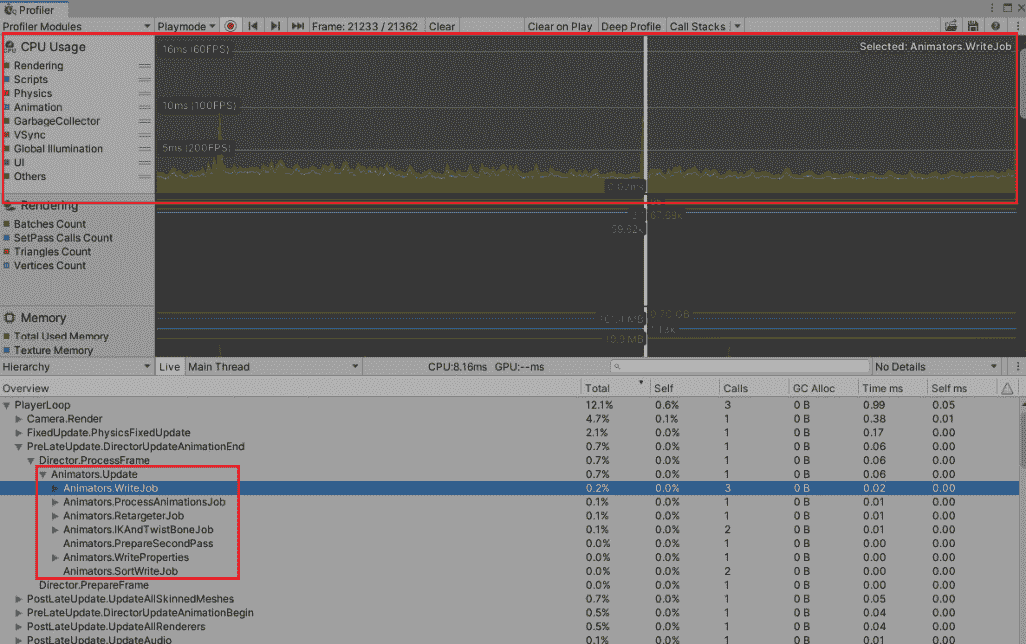 Profiler
Profiler Modules Playmode Frame: 21233 / 21362 Clear Clear on Play Deep Profile Call Stacks
CPU Usage
16ms (60FPS) Selected: Animators.WriteJob
Rendering
Scripts
Physics
Animation
10ms (100FPS)
GarbageCollector
VSync
Global Illumination
5ms (200FPS)
UI
Others
0.02ms
Rendering
Batches Count
SetPass Calls Count
Triangles Count
Vertices Count
Memory
Total Used Memory
Texture Memory
Hierarchy Live Main Thread CPU:8.16ms GPU:--ms No Details
Overview Total Self Calls GC Alloc Time ms Self ms
PlayerLoop 12.1% 0.6% 3 0 B 0.99 0.05
Camera.Render 4.7% 0.1% 1 0 B 0.38 0.01
FixedUpdate.PhysicsFixedUpdate 2.1% 0.0% 1 0 B 0.17 0.00
PreLateUpdate.DirectorUpdateAnimationEnd 0.7% 0.0% 1 0 B 0.06 0.00
Director.ProcessFrame 0.7% 0.0% 1 0 B 0.06 0.00
Animators.Update 0.7% 0.0% 1 0 B 0.06 0.00
Animators.WriteJob 0.2% 0.0% 3 0 B 0.02 0.00
Animators.ProcessAnimationsJob 0.1% 0.0% 1 0 B 0.01 0.00
Animators.RetargeterJob 0.1% 0.0% 1 0 B 0.01 0.00
Animators.IKAndTwistBoneJob 0.1% 0.0% 2 0 B 0.01 0.00
Animators.PrepareSecondPass 0.0% 0.0% 1 0 B 0.00 0.00
Animators.WriteProperties 0.0% 0.0% 1 0 B 0.00 0.00
Animators.SortWriteJob 0.0% 0.0% 2 0 B 0.00 0.00
Director.PrepareFrame 0.0% 0.0% 1 0 B 0.00 0.00
PostLateUpdate.UpdateAllSkinnedMeshes 0.7% 0.0% 1 0 B 0.05 0.00
PreLateUpdate.DirectorUpdateAnimationBegin 0.5% 0.0% 1 0 B 0.04 0.00
PostLateUpdate.UpdateAllRenderers 0.5% 0.0% 1 0 B 0.04 0.00
PostLateUpdate.UpdateAudio 0.1% 0.0% 1 0 B 0.01 0.00